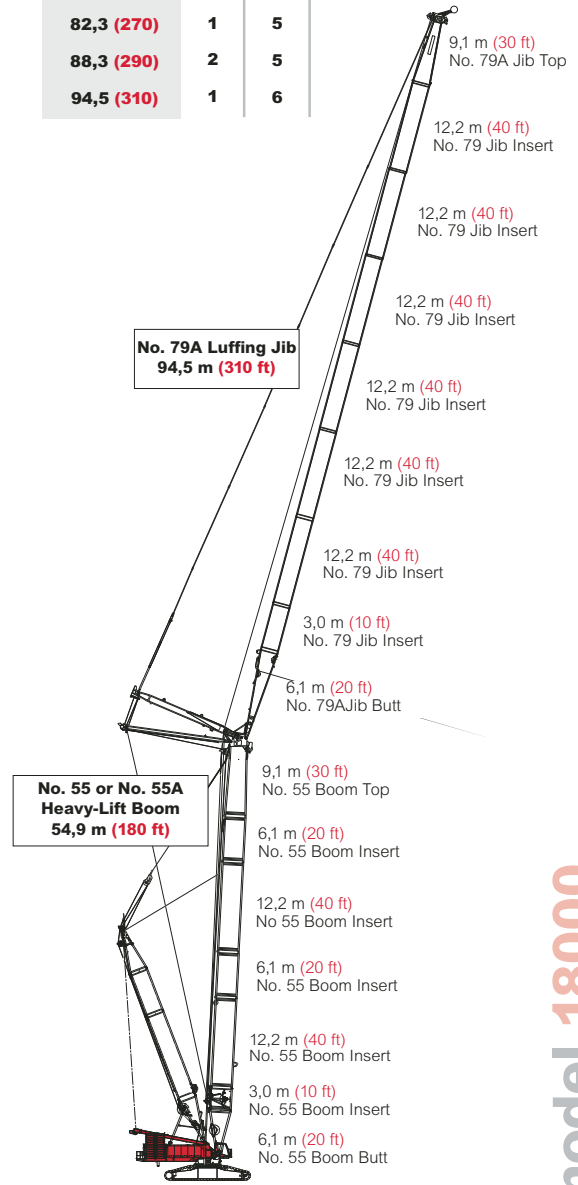 82,3 (270) 1 5
88,3 (290) 2 5
94,5 (310) 1 6
9,1 m (30 ft)
No. 79A Jib Top
12,2 m (40 ft)
No. 79 Jib Insert
12,2 m (40 ft)
No. 79 Jib Insert
12,2 m (40 ft)
No. 79 Jib Insert
No. 79A Luffing Jib
94,5 m (310 ft)
12,2 m (40 ft)
No. 79 Jib Insert
12,2 m (40 ft)
No. 79 Jib Insert
12,2 m (40 ft)
No. 79 Jib Insert
3,0 m (10 ft)
No. 79 Jib Insert
6,1 m (20 ft)
No. 79AJib Butt
No. 55 or No. 55A
Heavy-Lift Boom
54,9 m (180 ft)
9,1 m (30 ft)
No. 55 Boom Top
6,1 m (20 ft)
No. 55 Boom Insert
12,2 m (40 ft)
No 55 Boom Insert
6,1 m (20 ft)
No. 55 Boom Insert
12,2 m (40 ft)
No. 55 Boom Insert
3,0 m (10 ft)
No. 55 Boom Insert
6,1 m (20 ft)
No. 55 Boom Butt
model 18000